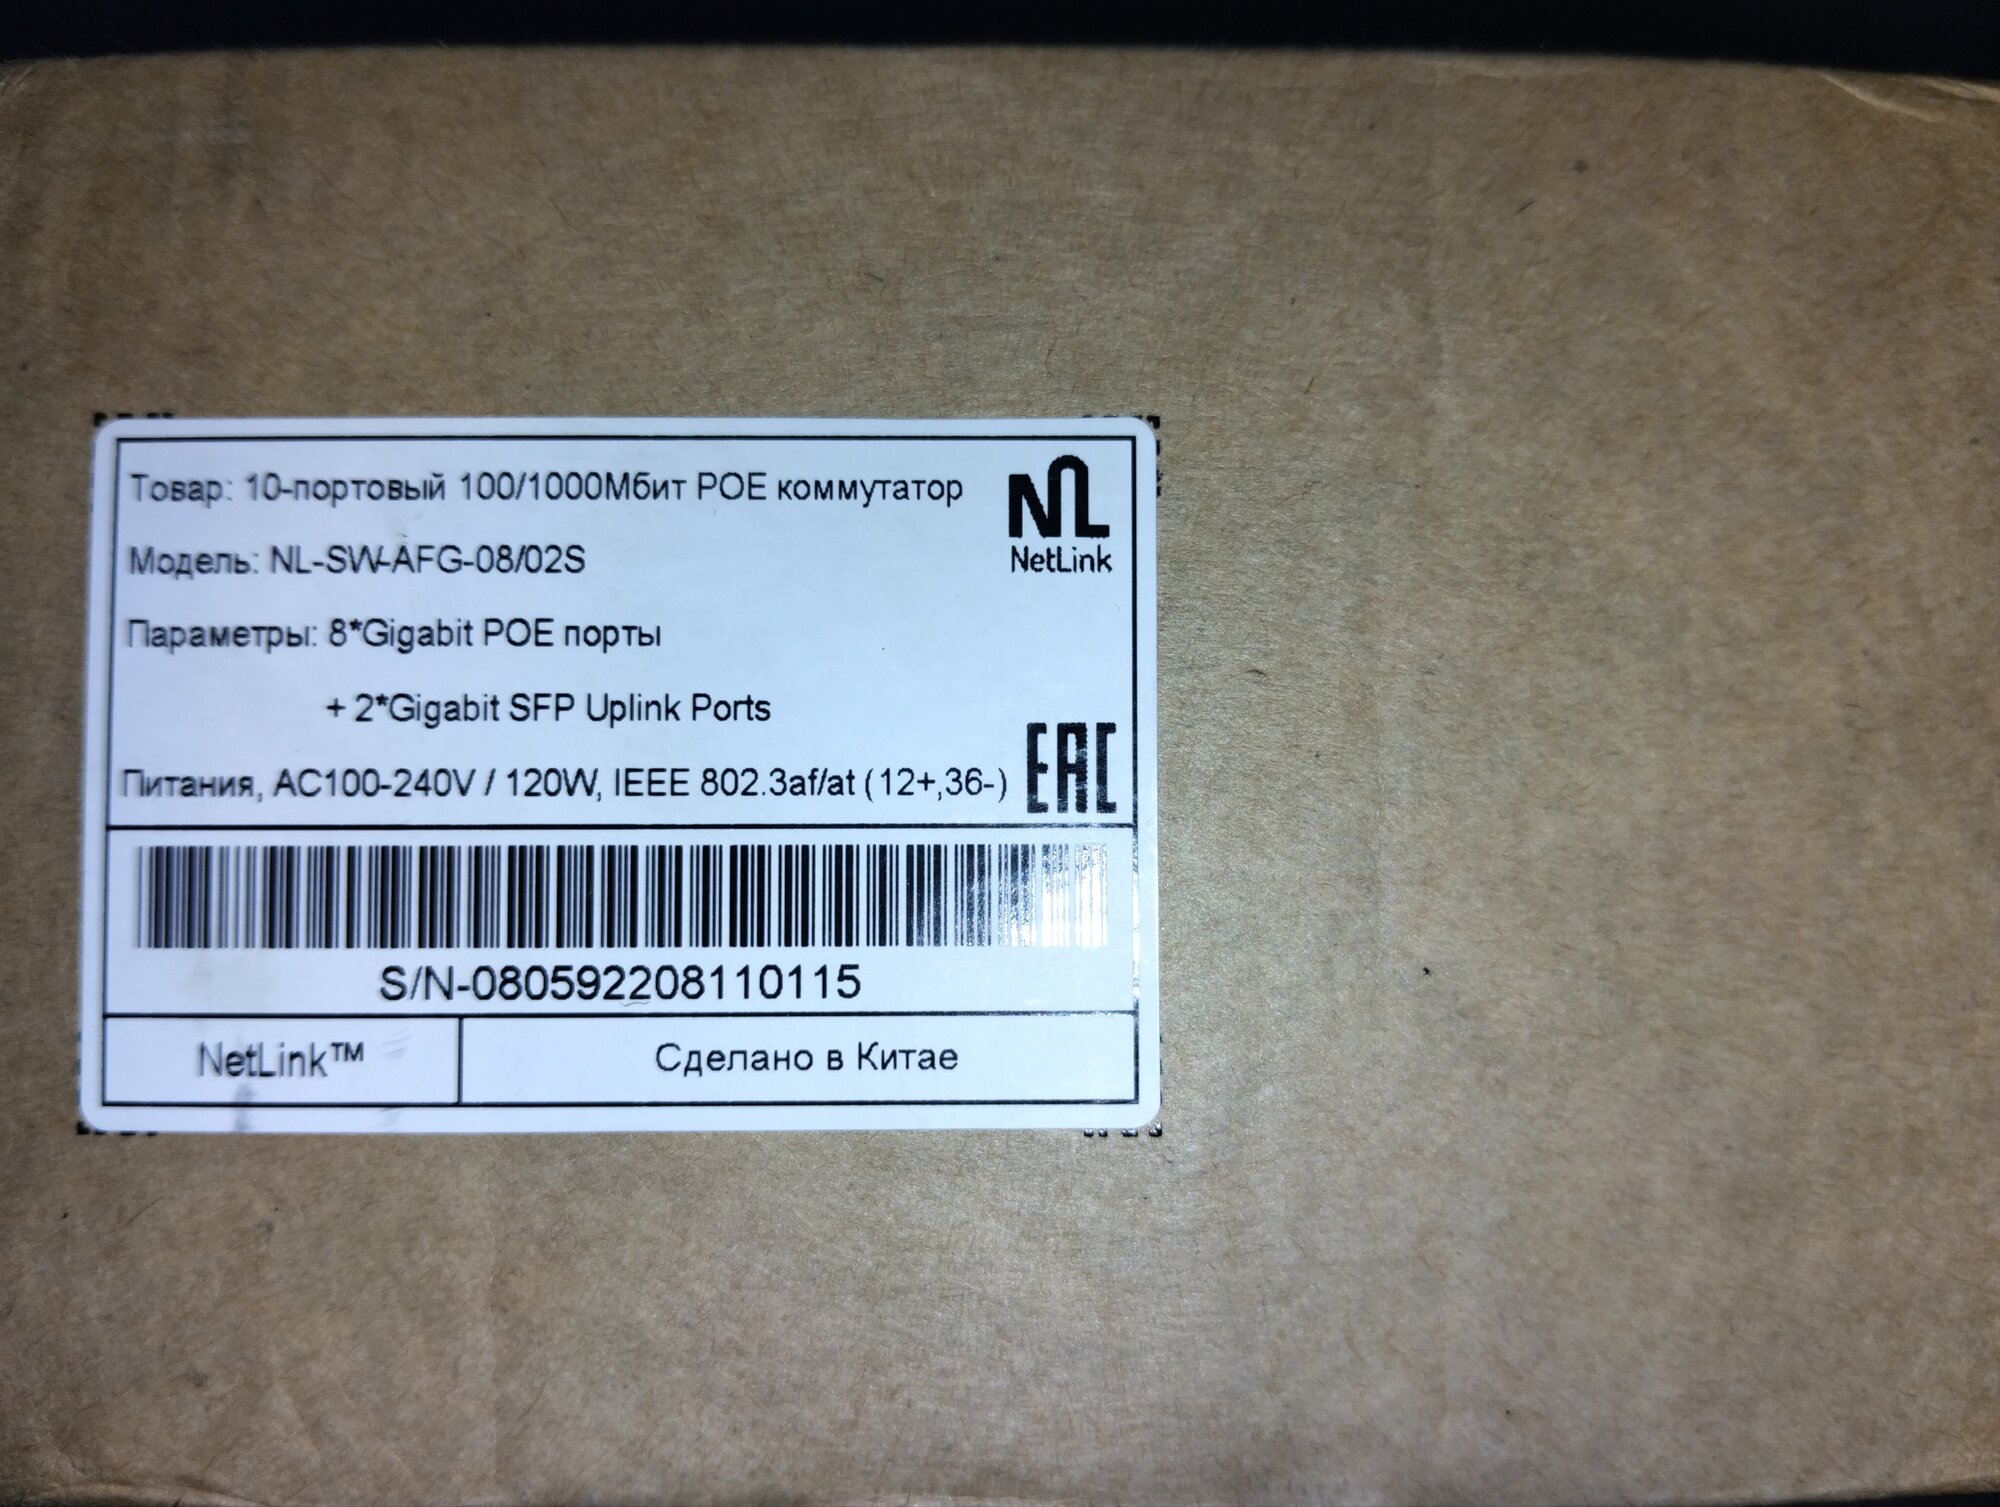 Товар: 10-портовый 100/1000Мбит POE коммутатор
NL
NetLink
Модель: NL-SW-AFG-08/02S
Параметры: 8*Gigabit POE порты
+ 2*Gigabit SFP Uplink Ports
Питания, AC100-240V / 120W, IEEE 802.3af/at (12+,36-)
EAC
S/N-080592208110115
NetLink™
Сделано в Китае